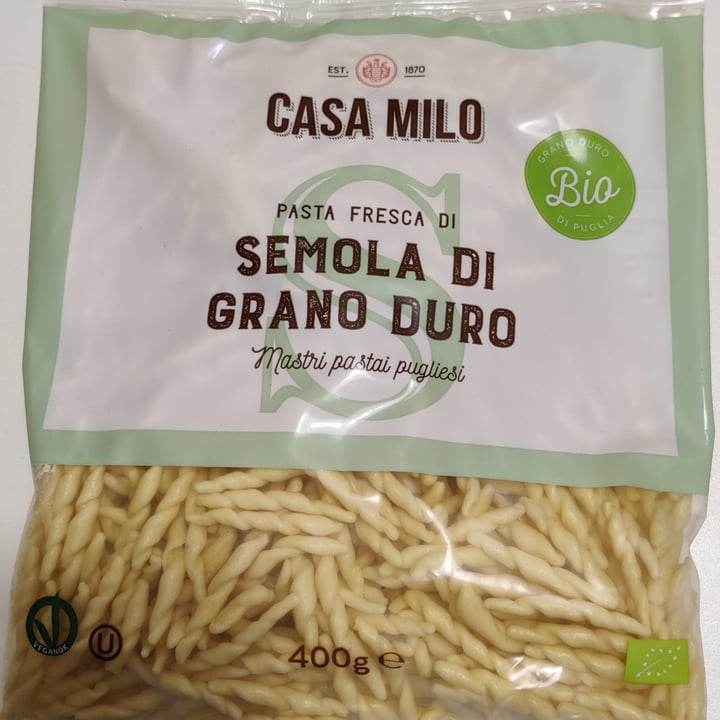 EST. 1870
CASA MILO
GRANO DURO
Bio
DI PUGLIA
S
PASTA FRESCA DI
SEMOLA DI
GRANO DURO
Mastri pastai pugliesi
VEGANOK
U
400g e